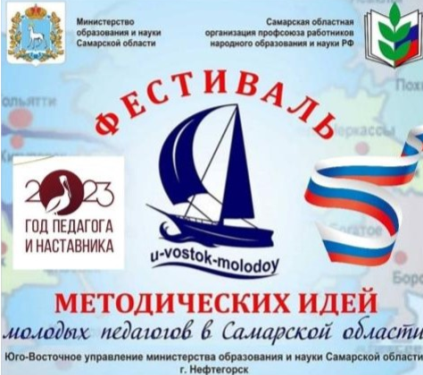 Министерство
образования и науки
Самарской области
Самарская областная
организация профсоюза работников
народного образования и науки РФ
ФЕСТИВАЛЬ
2023
ГОД ПЕДАГОГА
И НАСТАВНИКА
u-vostok-molodoy
МЕТОДИЧЕСКИХ ИДЕЙ
молодых педагогов в Самарской области
Юго-Восточное управление министерства образования и науки Самарской области
г. Нефтегорск